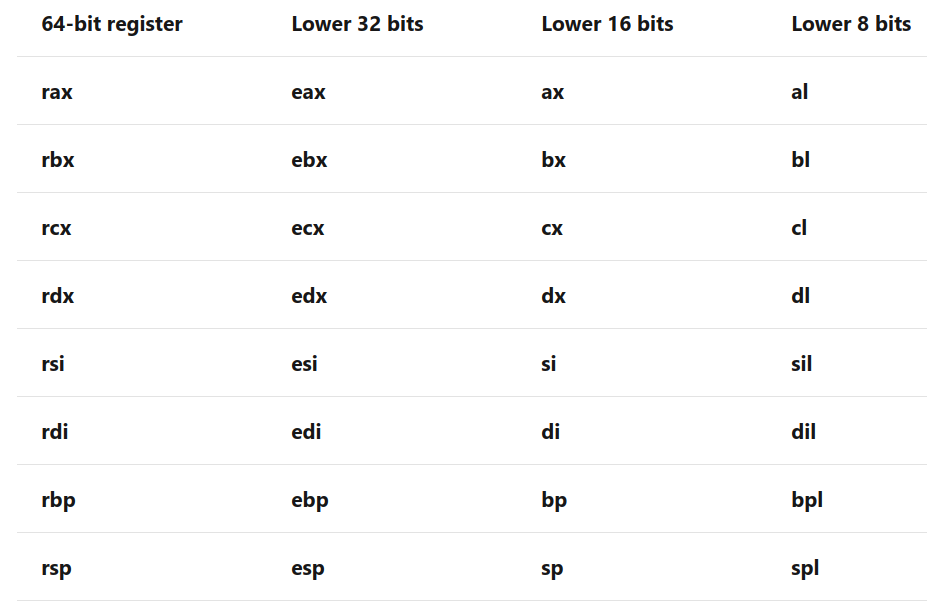 64-bit register Lower 32 bits Lower 16 bits Lower 8 bits
rax eax ax al
rbx ebx bx bl
rcx ecx cx cl
rdx edx dx dl
rsi esi si sil
rdi edi di dil
rbp ebp bp bpl
rsp esp sp spl